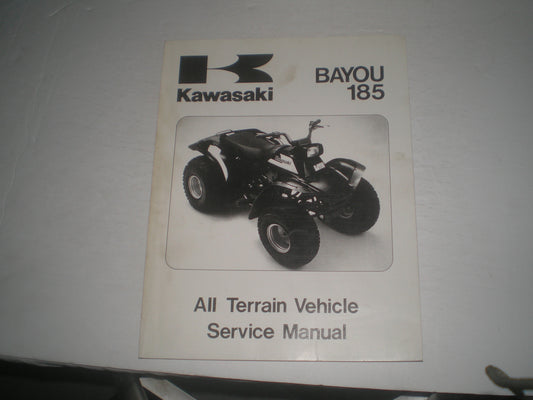 Kawasaki
BAYOU
185
All Terrain Vehicle
Service Manual